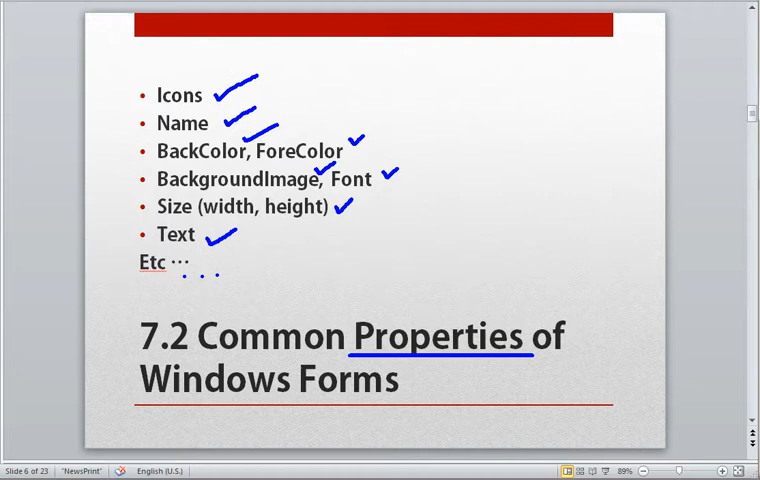 • Icons
• Name
• BackColor, ForeColor
• BackgroundImage, Font
• Size (width, height)
• Text
Etc ...
7.2 Common Properties of
Windows Forms
Slide 6 of 23 "NewsPrint" English (U.S.) 89%